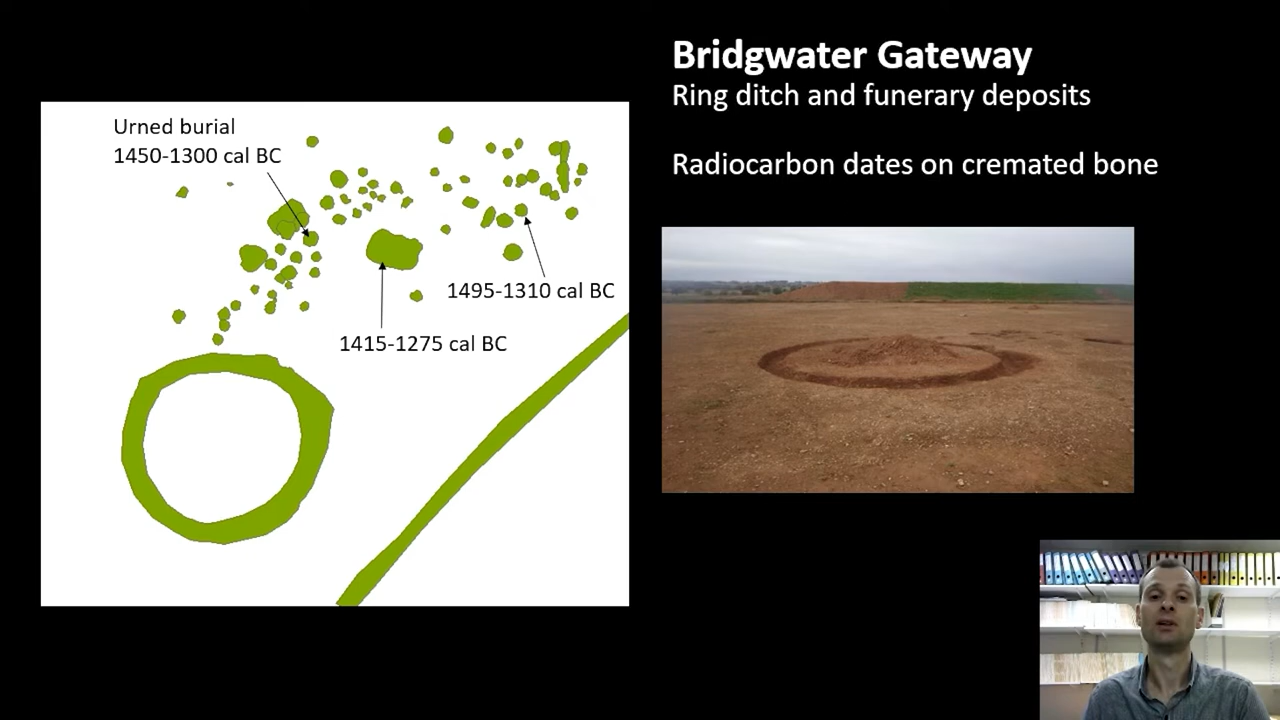 Bridgwater Gateway
Ring ditch and funerary deposits
Radiocarbon dates on cremated bone
Urned burial
1450-1300 cal BC
1495-1310 cal BC
1415-1275 cal BC